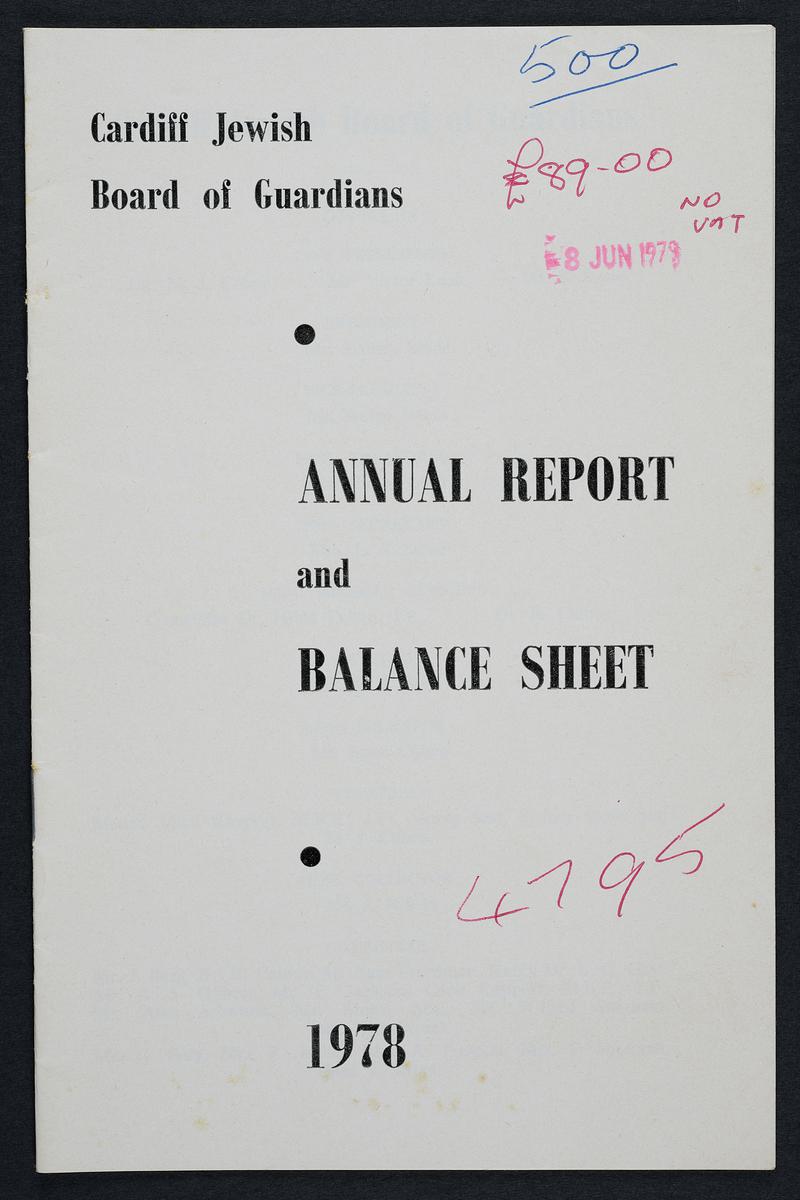 500
Cardiff Jewish
Board of Guardians
£89-00
NO
VAT
8 JUN 1979
ANNUAL REPORT
and
BALANCE SHEET
4795
1978